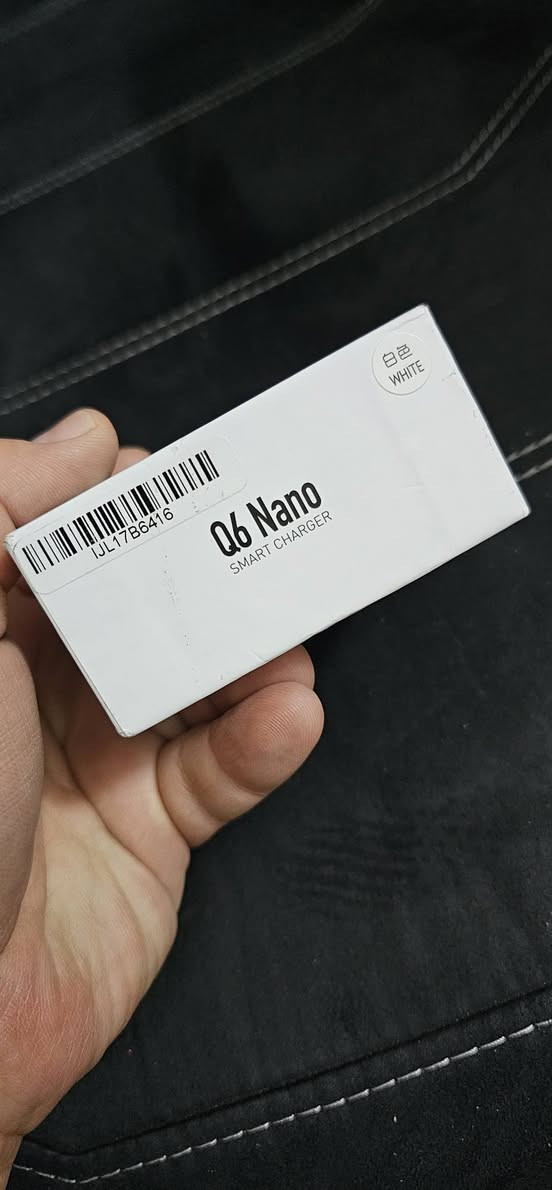 白色
WHITE
IJL17B6416
Q6 Nano
SMART CHARGER